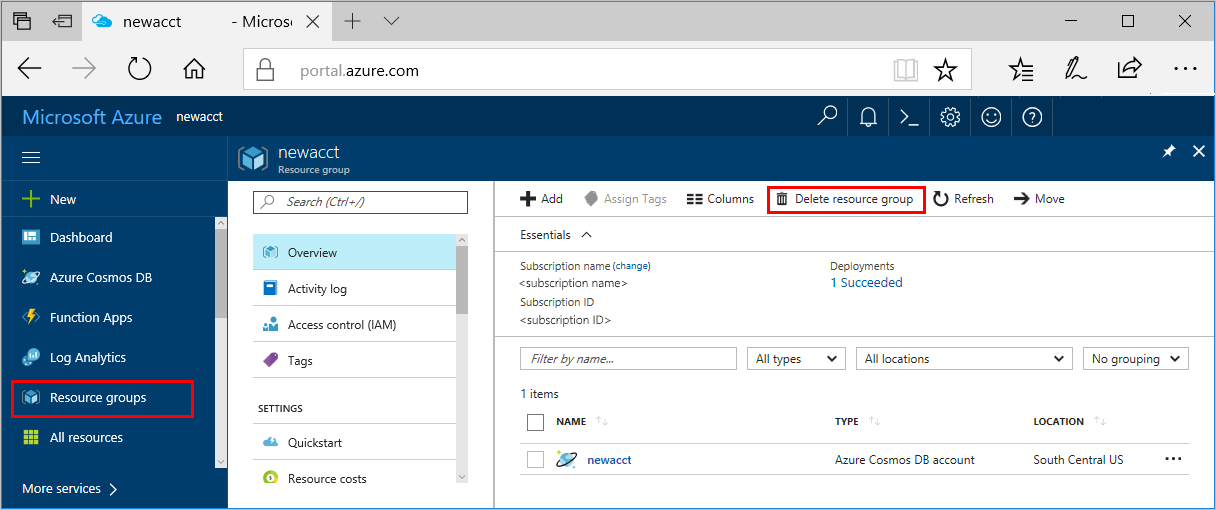 newacct - Microsc
portal.azure.com
Microsoft Azure newacct
newacct
Resource group
New
Dashboard
Azure Cosmos DB
Function Apps
Log Analytics
Resource groups
All resources
More services
Search (Ctrl+/)
Overview
Activity log
Access control (IAM)
Tags
SETTINGS
Quickstart
Resource costs
Add Assign Tags Columns Delete resource group Refresh Move
Essentials
Subscription name (change) Deployments
<subscription name> 1 Succeeded
Subscription ID
<subscription ID>
Filter by name... All types All locations No grouping
1 items
NAME TYPE LOCATION
newacct Azure Cosmos DB account South Central US